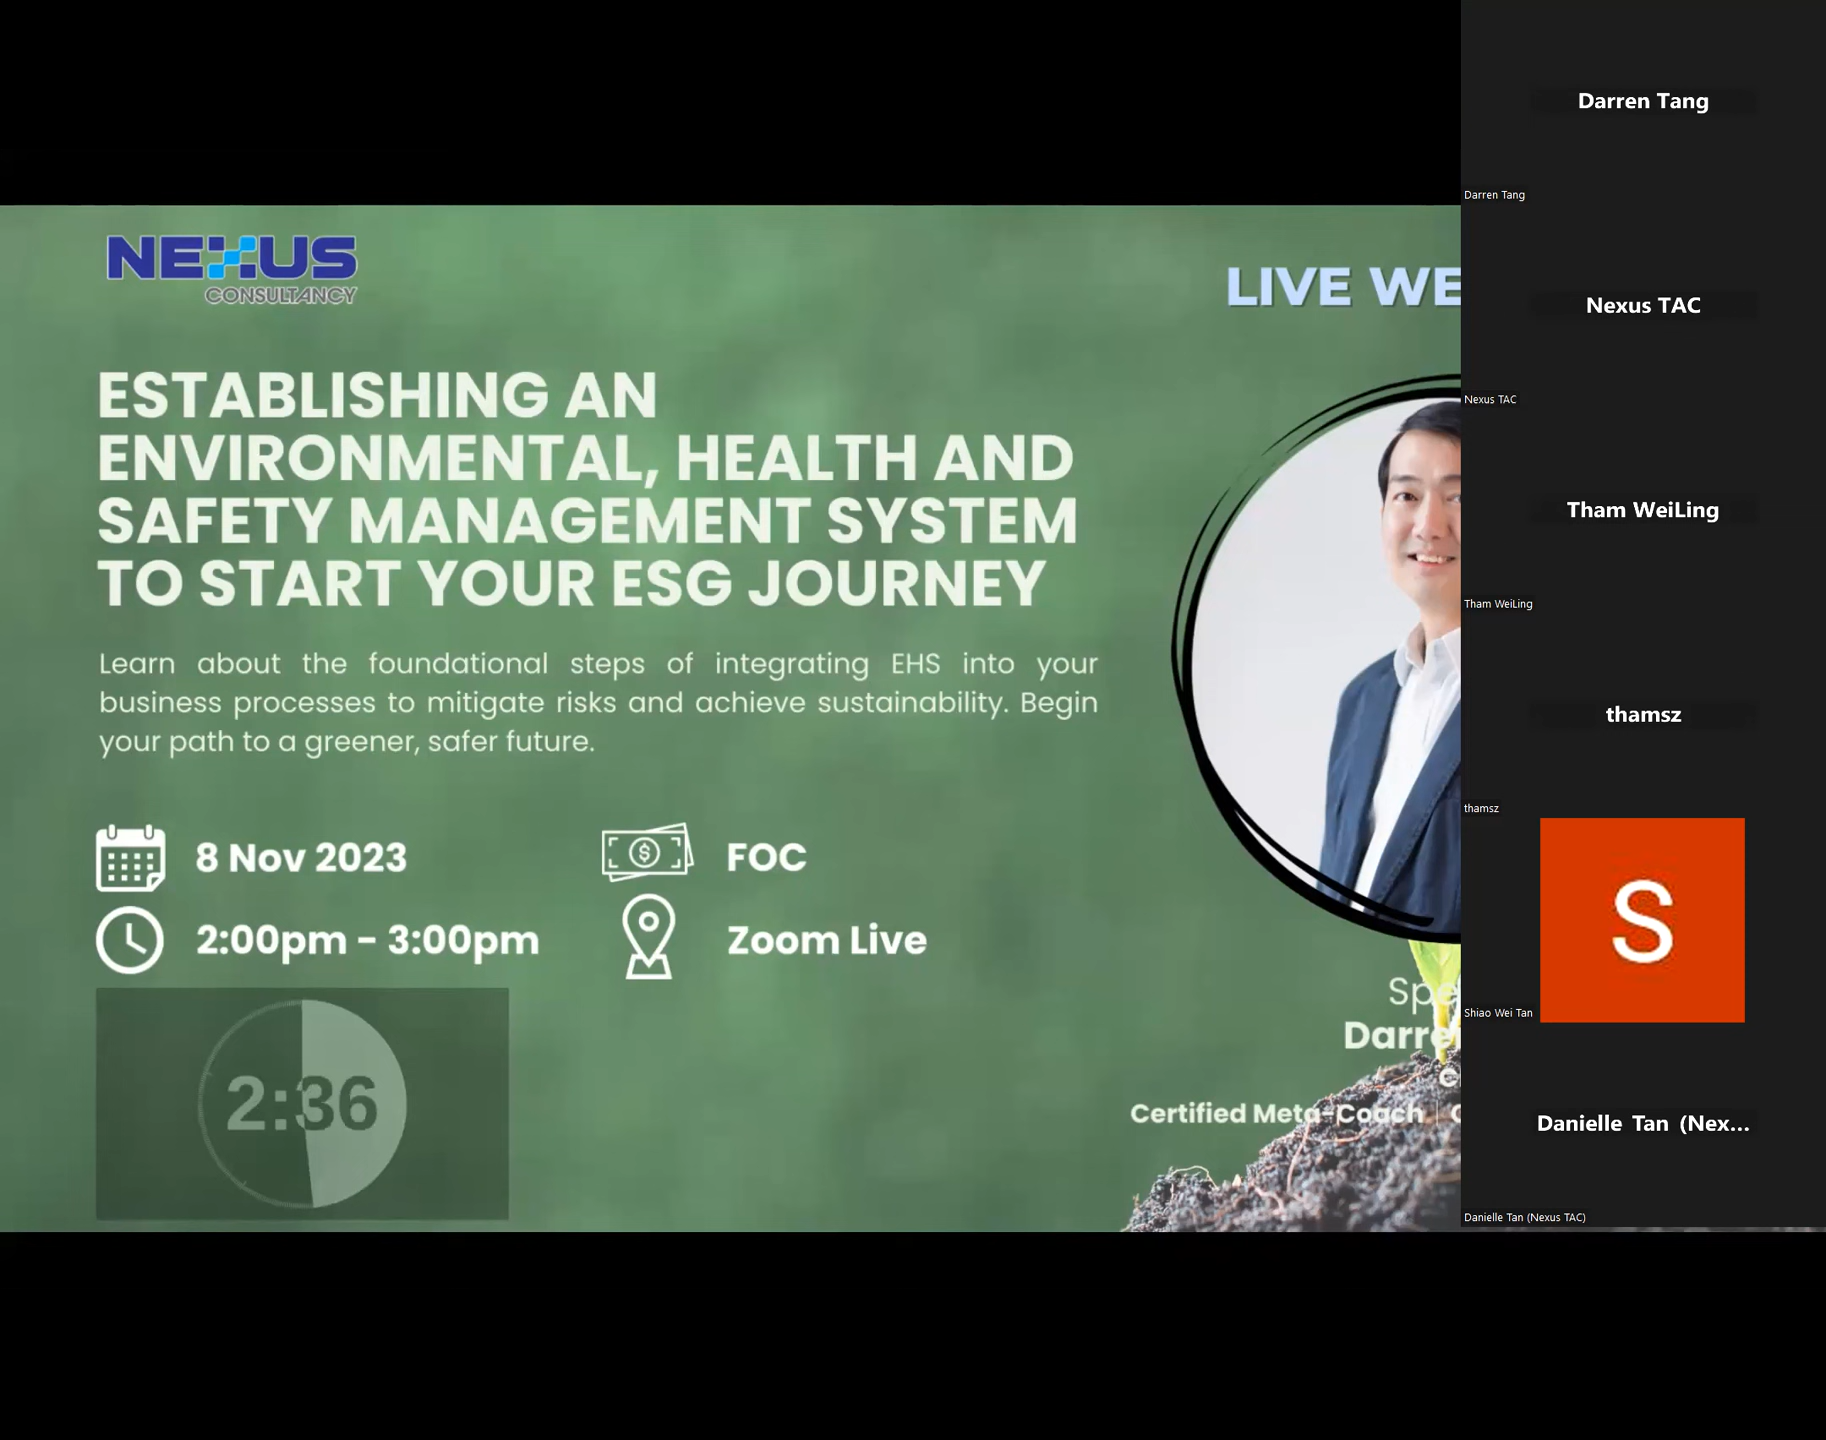 NEXUS
CONSULTANCY
LIVE WE
ESTABLISHING AN
ENVIRONMENTAL, HEALTH AND
SAFETY MANAGEMENT SYSTEM
TO START YOUR ESG JOURNEY
Learn about the foundational steps of integrating EHS into your
business processes to mitigate risks and achieve sustainability. Begin
your path to a greener, safer future.
8 Nov 2023
FOC
2:00pm - 3:00pm
Zoom Live
2:36
Spe
Darre
C
Certified Meta-Coach | C
Darren Tang
Darren Tang
Nexus TAC
Nexus TAC
Tham WeiLing
Tham WeiLing
thamsz
thamsz
S
Shiao Wei Tan
Danielle Tan (Nex...
Danielle Tan (Nexus TAC)